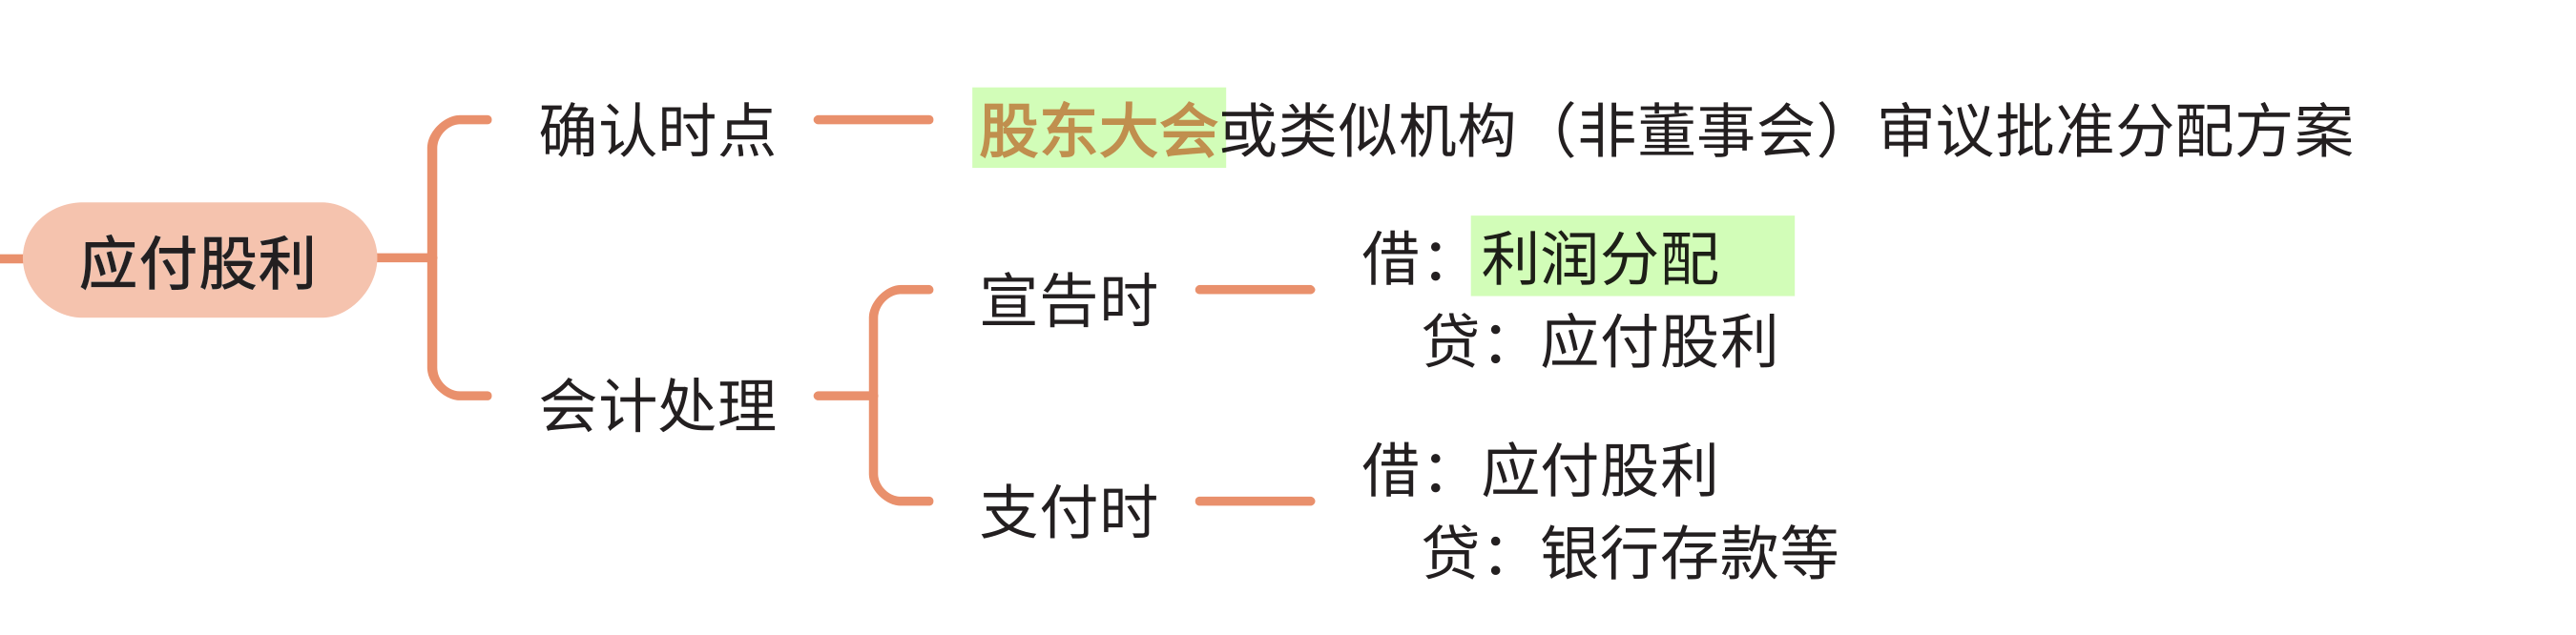 应付股利
确认时点
股东大会或类似机构（非董事会）审议批准分配方案
会计处理
宣告时
借：利润分配
贷：应付股利
支付时
借：应付股利
贷：银行存款等